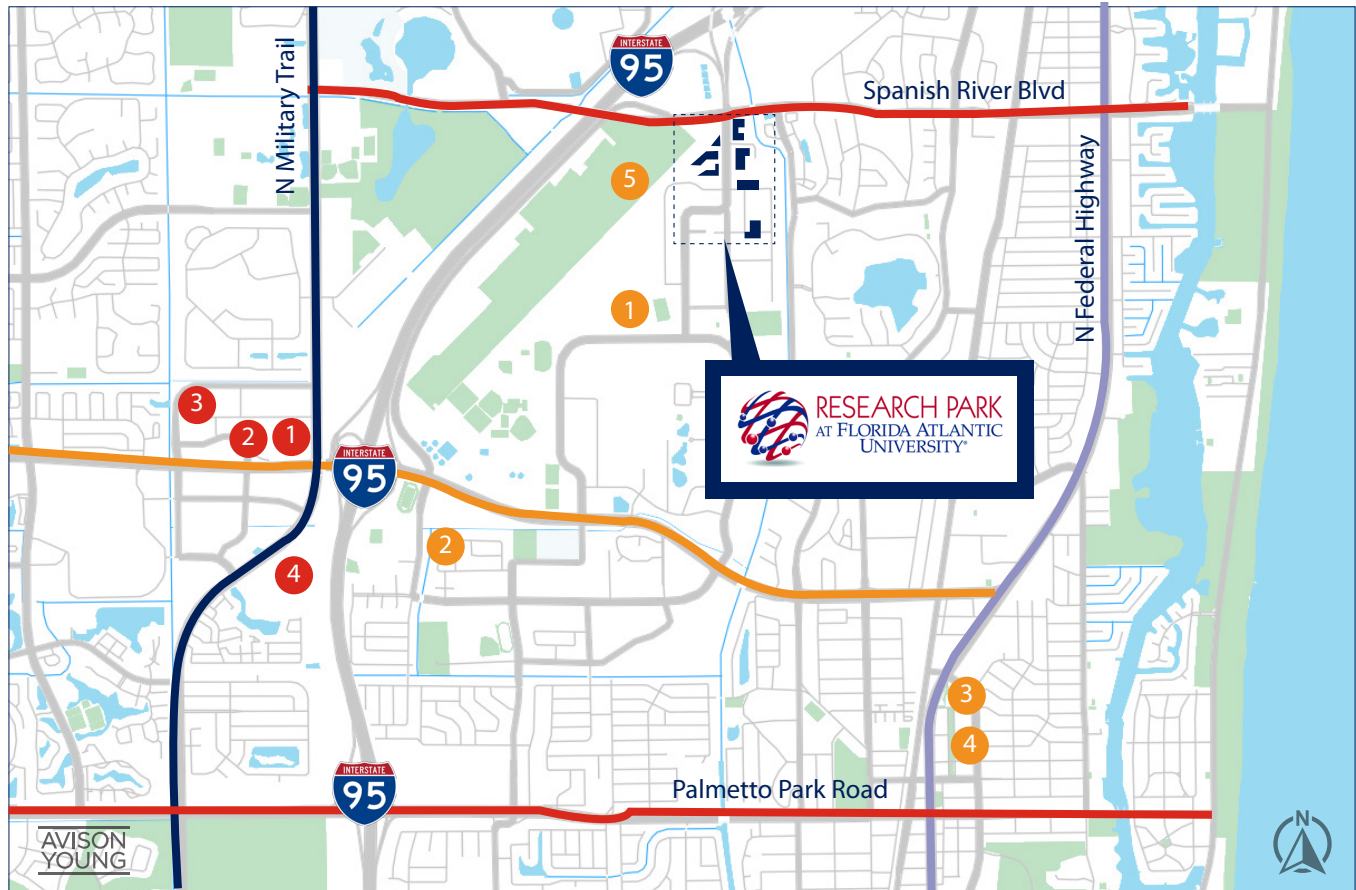 INTERSTATE
95
Spanish River Blvd
N Military Trail
5
N Federal Highway
1
RESEARCH PARK
AT FLORIDA ATLANTIC
UNIVERSITY®
3
2
1
INTERSTATE
95
2
4
3
4
INTERSTATE
95
Palmetto Park Road
AVISON
YOUNG
N